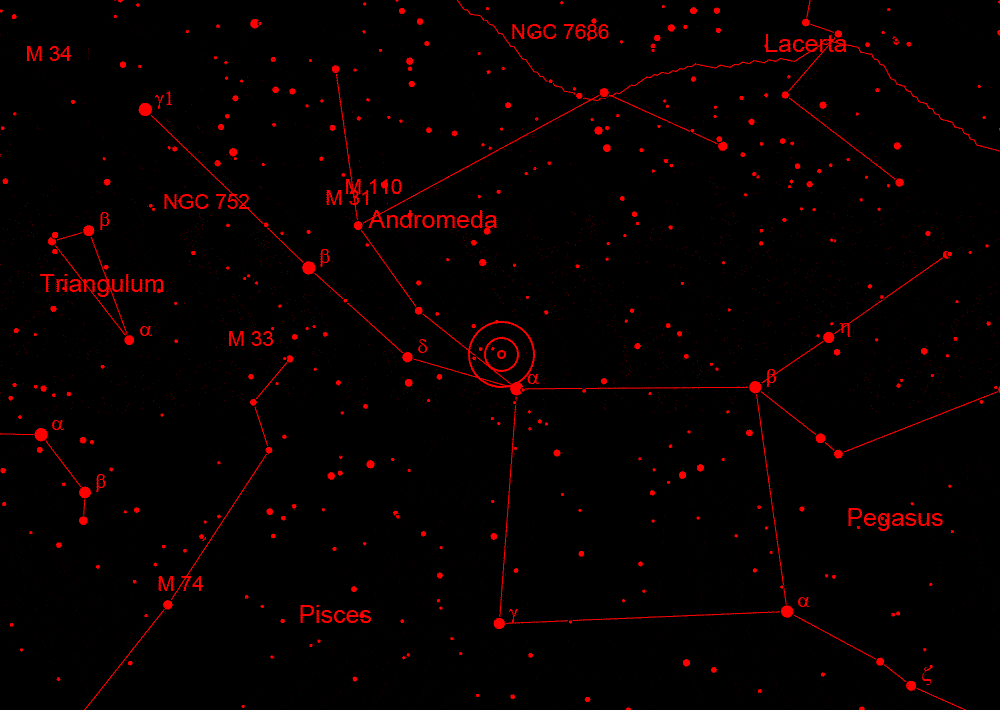 NGC 7686
Lacerta
M 34
γ1
M 110
M 31
NGC 752
Andromeda
β
β
Triangulum
α
M 33
δ
η
α
β
α
β
Pegasus
M 74
Pisces
γ
α
ζ